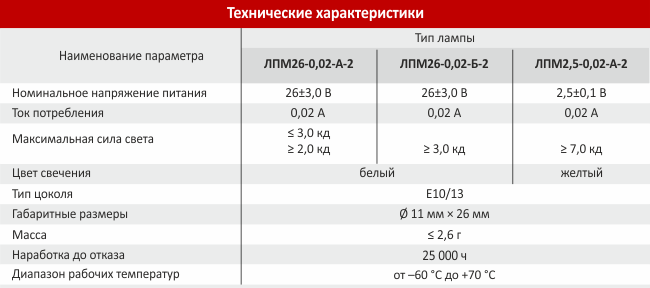 Технические характеристики
Тип лампы
Наименование параметра
ЛПМ26-0,02-А-2 ЛПМ26-0,02-Б-2 ЛПМ2,5-0,02-А-2
Номинальное напряжение питания 26±3,0 В 26±3,0 В 2,5±0,1 В
Ток потребления 0,02 А 0,02 А 0,02 А
Максимальная сила света ≤ 3,0 кд
≥ 2,0 кд ≥ 3,0 кд ≥ 7,0 кд
Цвет свечения белый желтый
Тип цоколя Е10/13
Габаритные размеры Ø 11 мм × 26 мм
Масса ≤ 2,6 г
Наработка до отказа 25 000 ч
Диапазон рабочих температур от –60 °С до +70 °С